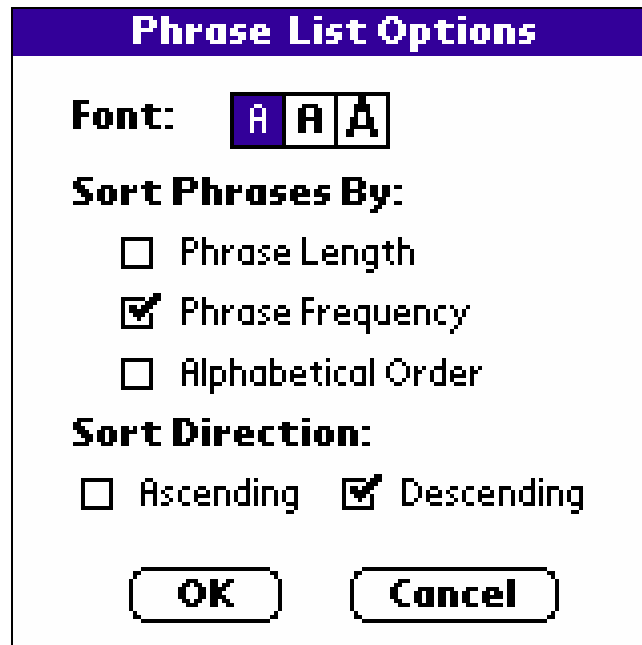 Phrase List Options
Font: A A A
Sort Phrases By:
Phrase Length
Phrase Frequency
Alphabetical Order
Sort Direction:
Ascending Descending
OK Cancel